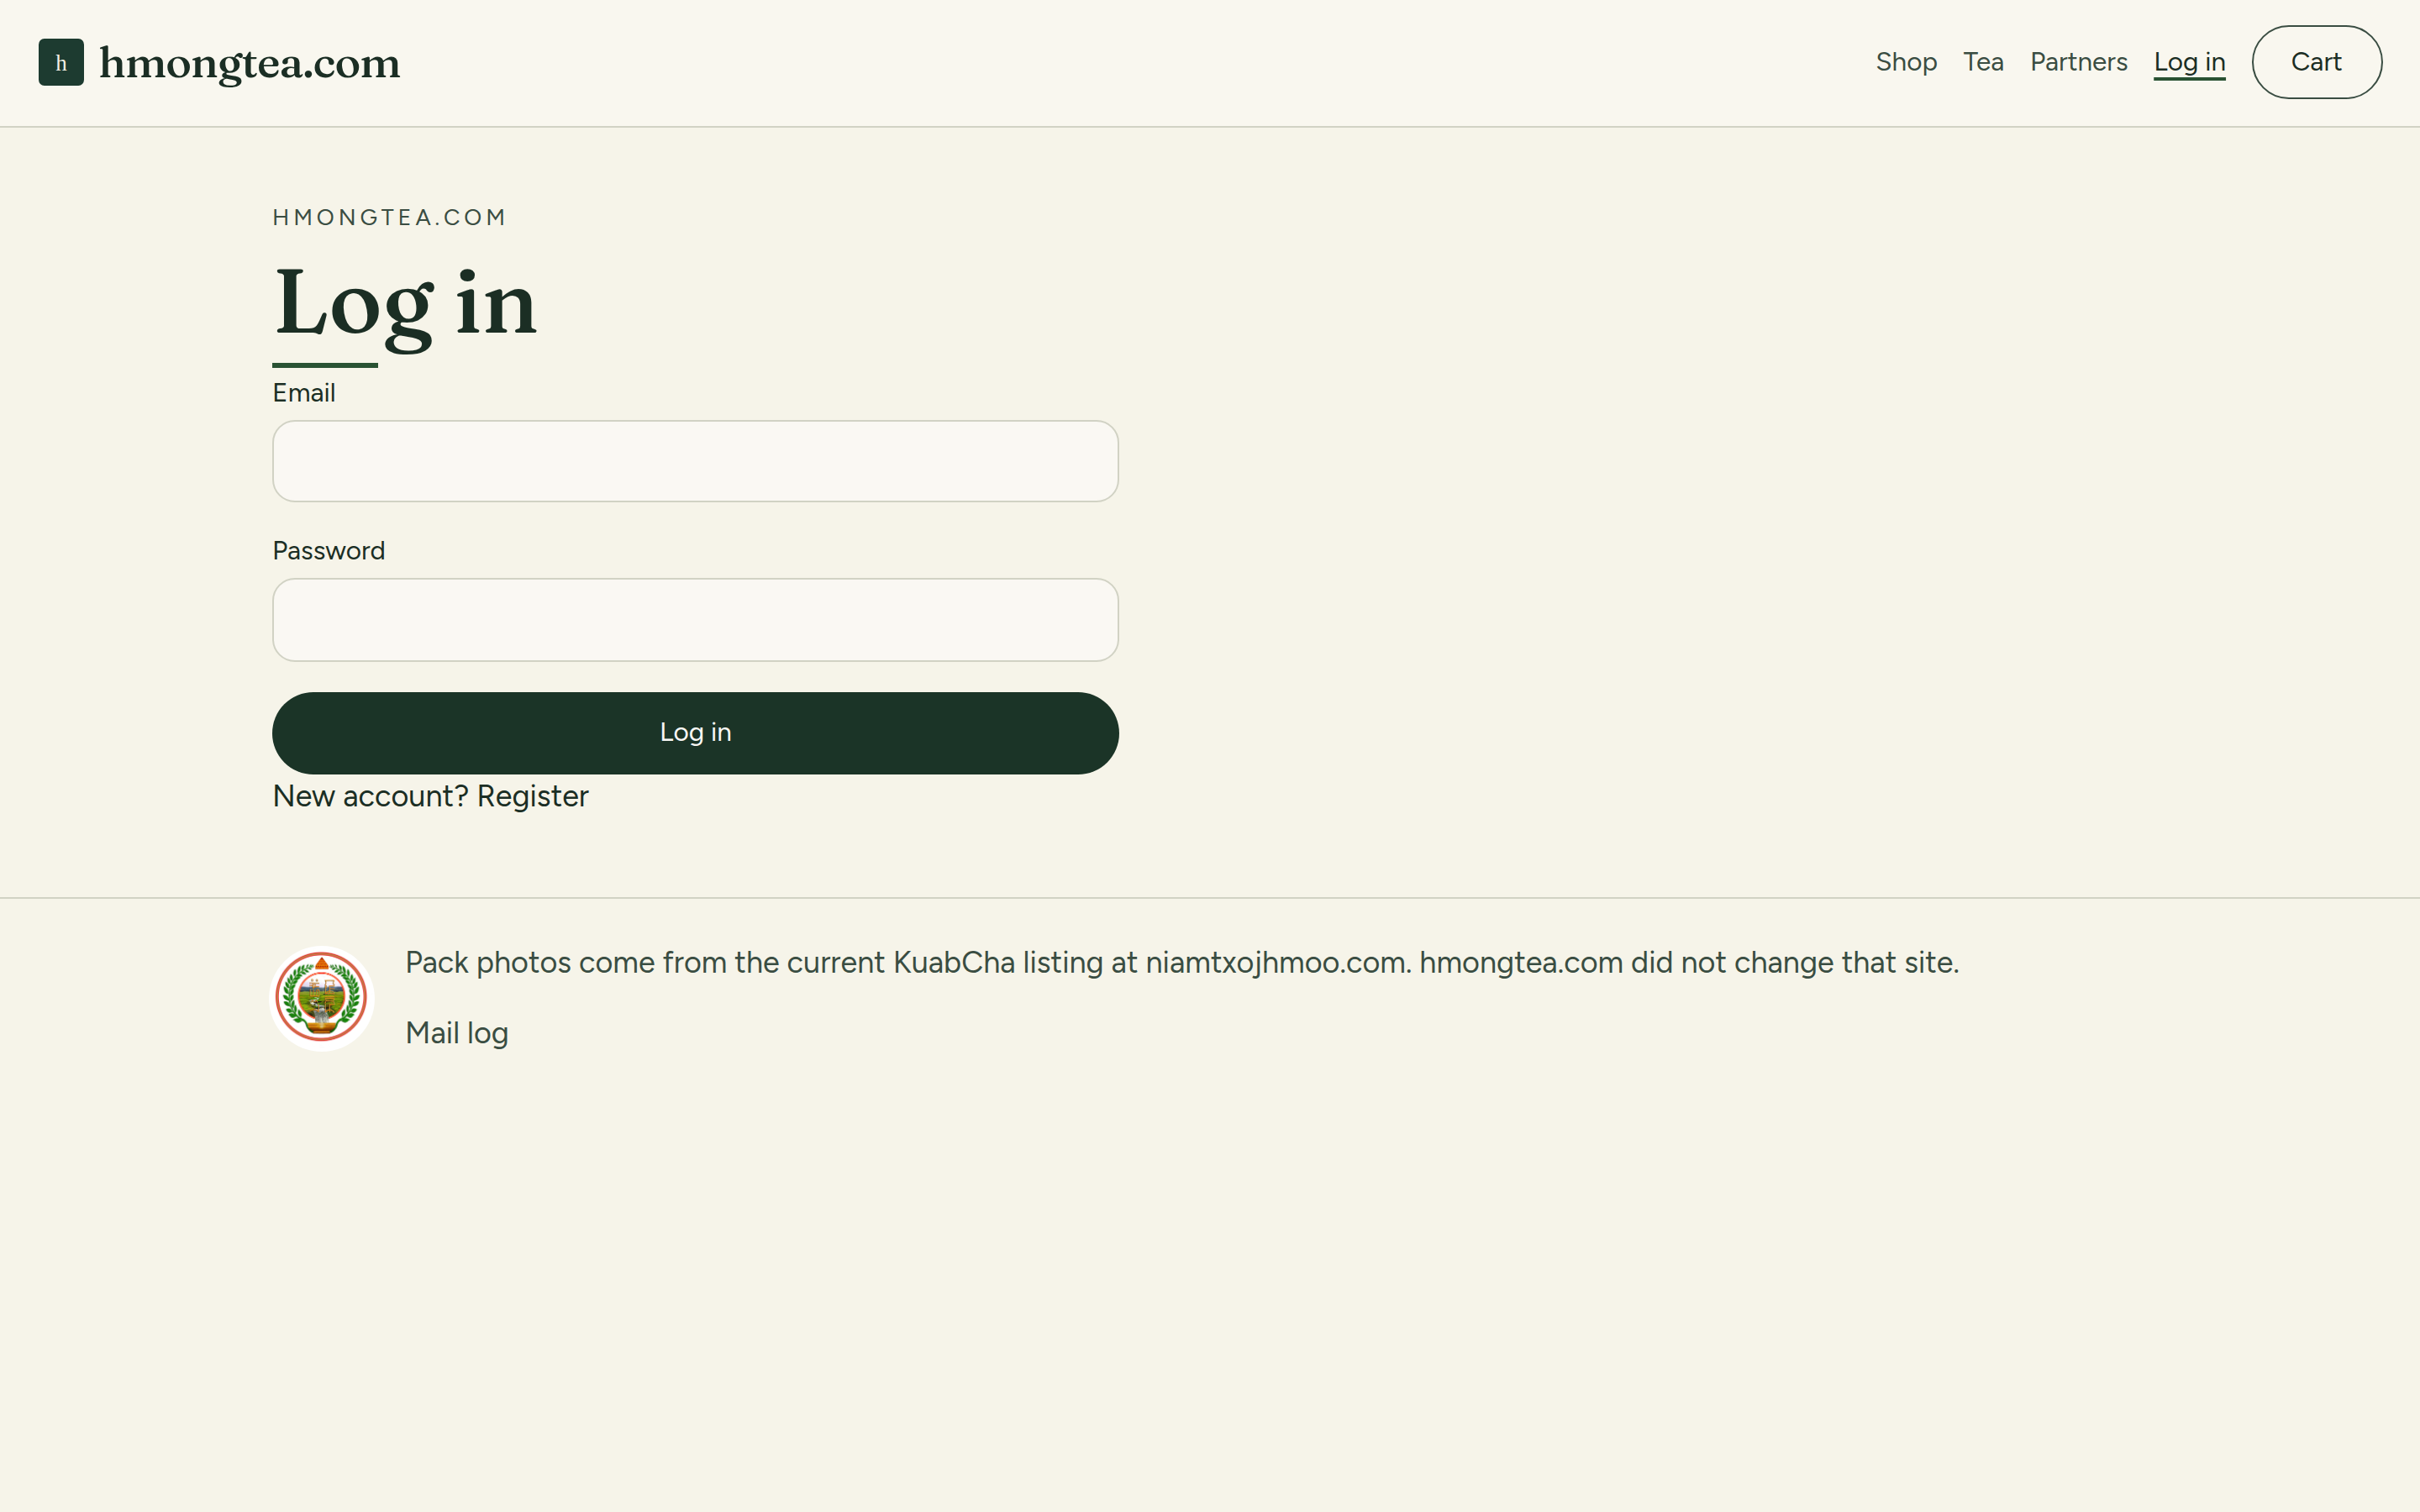 h hmongtea.com
Shop Tea Partners Log in Cart
HMONGTEA.COM
Log in
Email
Password
Log in
New account? Register
Pack photos come from the current KuabCha listing at niamtxojhmoo.com. hmongtea.com did not change that site.
Mail log